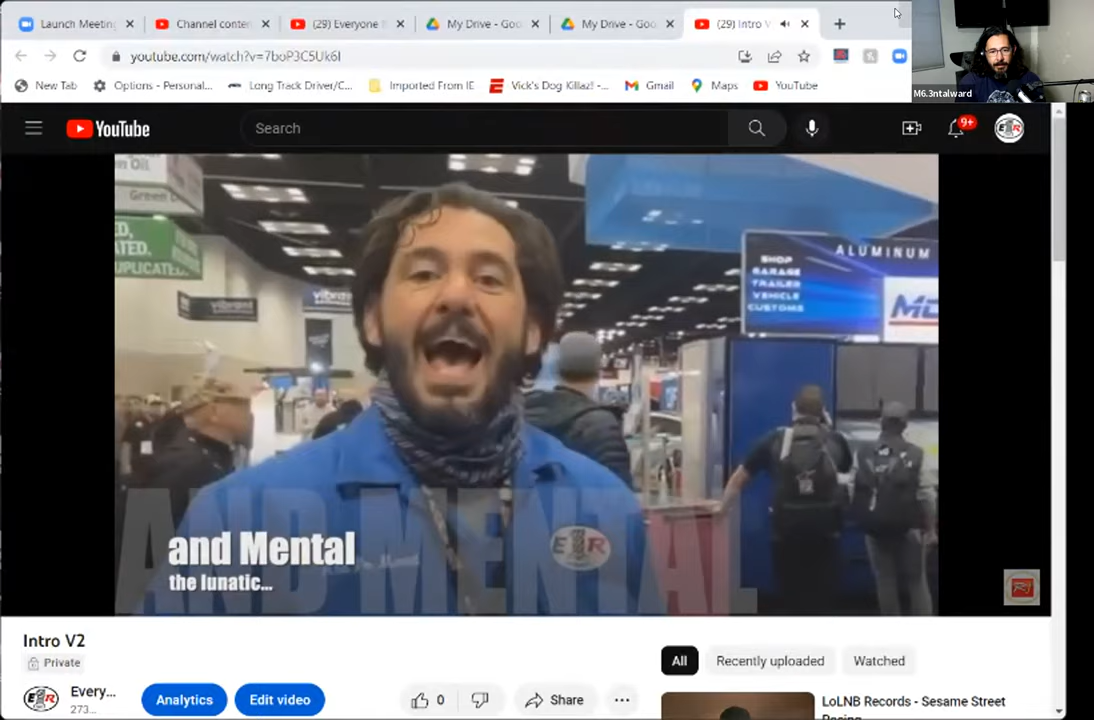 Launch Meeting
Channel conten
(29) Everyone
My Drive - Goo
My Drive - Goo
(29) Intro V
youtube.com/watch?v=7boP3C5Uk6I
New Tab
Options - Personal...
Long Track Driver/C...
Imported From IE
Vick's Dog Killaz! -...
Gmail
Maps
YouTube
M6.3ntalward
YouTube
Search
9+
E R
Green
ALUMINUM
SHOP
GARAGE
TRAILER
VEHICLE
CUSTOMS
vibrant
vibrant
AND MENTAL
and Mental
the lunatic...
E R
Intro V2
Private
All
Recently uploaded
Watched
Every...
273...
Analytics
Edit video
0
Share
LoLNB Records - Sesame Street